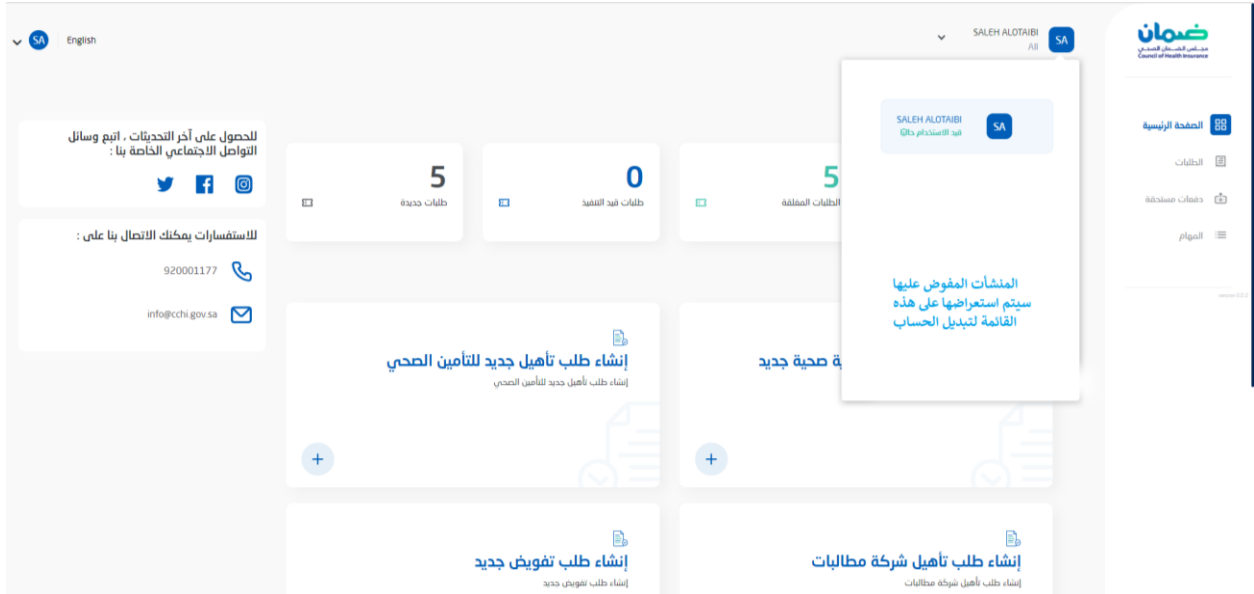 ضمان
مجلس الضمان الصحي
Council of Health Insurance
الصفحة الرئيسية
الطلبات
دفعات مستحقة
المهام
SALEH ALOTAIBI
All
SA
SALEH ALOTAIBI
قيد الاستخدام حاليًا
SA
المنشأت المفوض عليها
سيتم استعراضها على هذه
القائمة لتبديل الحساب
English
SA
5
الطلبات المغلقة
0
طلبات قيد التنفيذ
5
طلبات جديدة
ية صحية جديد
إنشاء طلب تأهيل جديد للتأمين الصحي
إنشاء طلب تأهيل جديد للتأمين الصحي
إنشاء طلب تأهيل شركة مطالبات
إنشاء طلب تأهيل شركة مطالبات
إنشاء طلب تفويض جديد
إنشاء طلب تفويض جديد
للحصول على آخر التحديثات ، اتبع وسائل
التواصل الاجتماعي الخاصة بنا :
للاستفسارات يمكنك الاتصال بنا على :
920001177
info@cchi.gov.sa